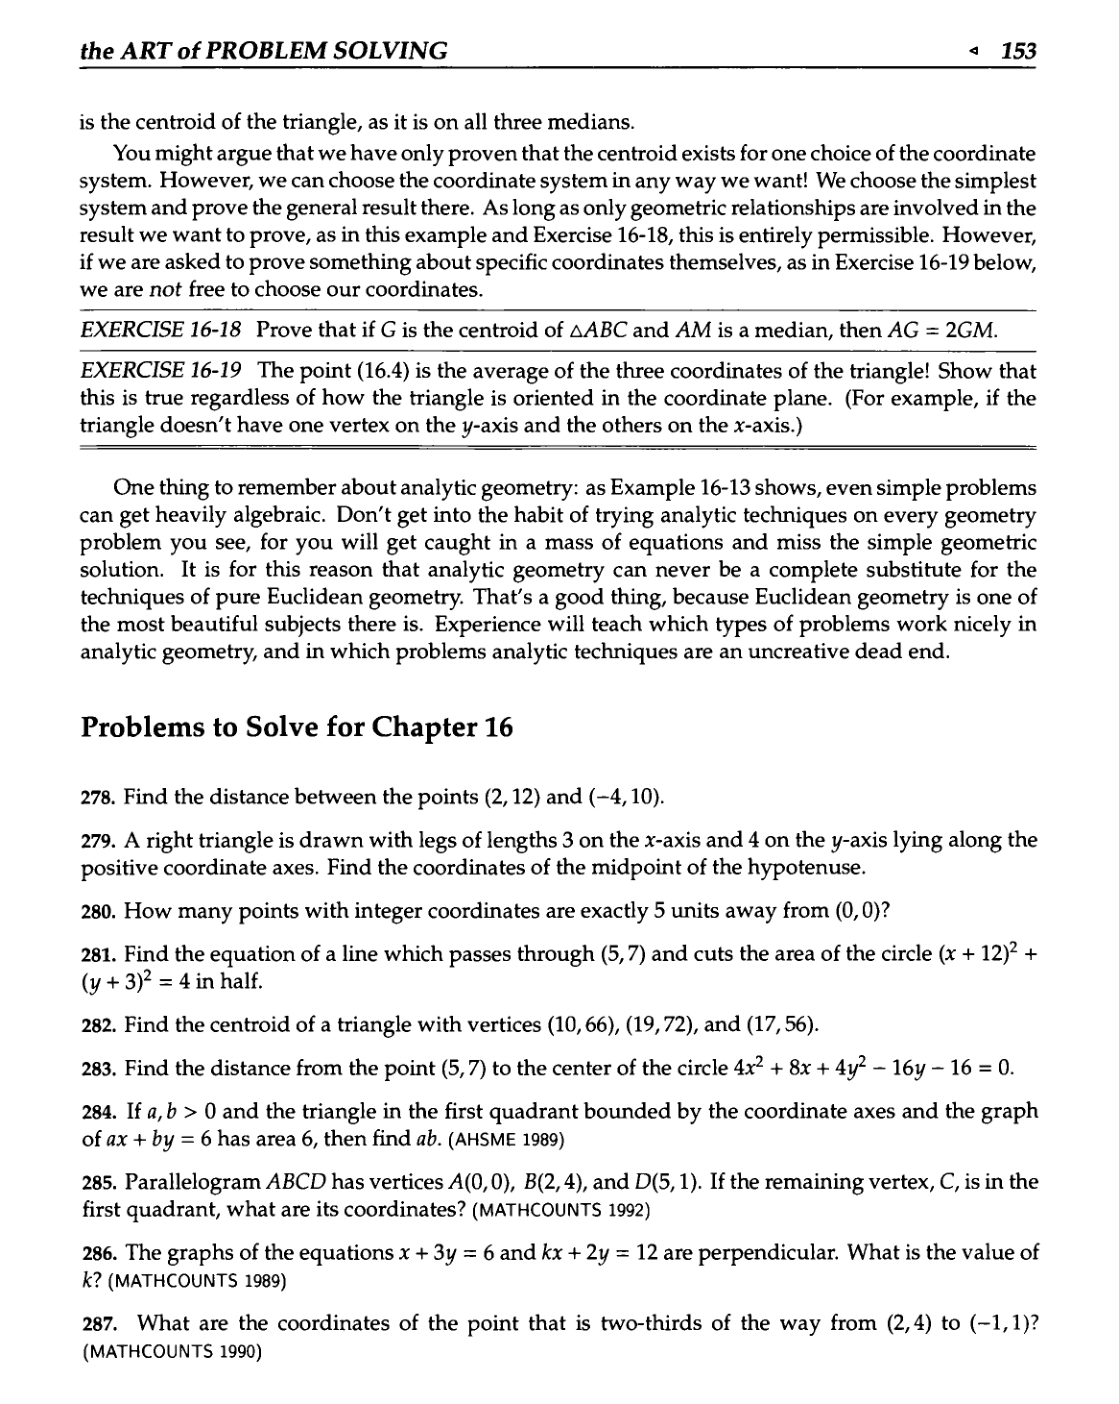 the ART of PROBLEM SOLVING ◃ 153
is the centroid of the triangle, as it is on all three medians.
You might argue that we have only proven that the centroid exists for one choice of the coordinate
system. However, we can choose the coordinate system in any way we want! We choose the simplest
system and prove the general result there. As long as only geometric relationships are involved in the
result we want to prove, as in this example and Exercise 16-18, this is entirely permissible. However,
if we are asked to prove something about specific coordinates themselves, as in Exercise 16-19 below,
we are not free to choose our coordinates.
EXERCISE 16-18 Prove that if G is the centroid of △ABC and AM is a median, then AG = 2GM.
EXERCISE 16-19 The point (16.4) is the average of the three coordinates of the triangle! Show that
this is true regardless of how the triangle is oriented in the coordinate plane. (For example, if the
triangle doesn't have one vertex on the y-axis and the others on the x-axis.)
One thing to remember about analytic geometry: as Example 16-13 shows, even simple problems
can get heavily algebraic. Don't get into the habit of trying analytic techniques on every geometry
problem you see, for you will get caught in a mass of equations and miss the simple geometric
solution. It is for this reason that analytic geometry can never be a complete substitute for the
techniques of pure Euclidean geometry. That's a good thing, because Euclidean geometry is one of
the most beautiful subjects there is. Experience will teach which types of problems work nicely in
analytic geometry, and in which problems analytic techniques are an uncreative dead end.
Problems to Solve for Chapter 16
278. Find the distance between the points (2, 12) and (−4, 10).
279. A right triangle is drawn with legs of lengths 3 on the x-axis and 4 on the y-axis lying along the
positive coordinate axes. Find the coordinates of the midpoint of the hypotenuse.
280. How many points with integer coordinates are exactly 5 units away from (0, 0)?
281. Find the equation of a line which passes through (5, 7) and cuts the area of the circle (x + 12)² +
(y + 3)² = 4 in half.
282. Find the centroid of a triangle with vertices (10, 66), (19, 72), and (17, 56).
283. Find the distance from the point (5, 7) to the center of the circle 4x² + 8x + 4y² − 16y − 16 = 0.
284. If a, b > 0 and the triangle in the first quadrant bounded by the coordinate axes and the graph
of ax + by = 6 has area 6, then find ab. (AHSME 1989)
285. Parallelogram ABCD has vertices A(0, 0), B(2, 4), and D(5, 1). If the remaining vertex, C, is in the
first quadrant, what are its coordinates? (MATHCOUNTS 1992)
286. The graphs of the equations x + 3y = 6 and kx + 2y = 12 are perpendicular. What is the value of
k? (MATHCOUNTS 1989)
287. What are the coordinates of the point that is two-thirds of the way from (2, 4) to (−1, 1)?
(MATHCOUNTS 1990)